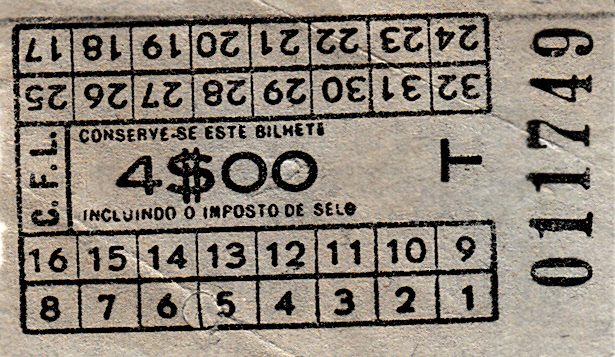 17 18 19 20 21 22 23 24
25 26 27 28 29 30 31 32
C.F.L.
CONSERVE-SE ESTE BILHETE
4$00
INCLUINDO O IMPOSTO DE SELO
T
16 15 14 13 12 11 10 9
8 7 6 5 4 3 2 1
011749